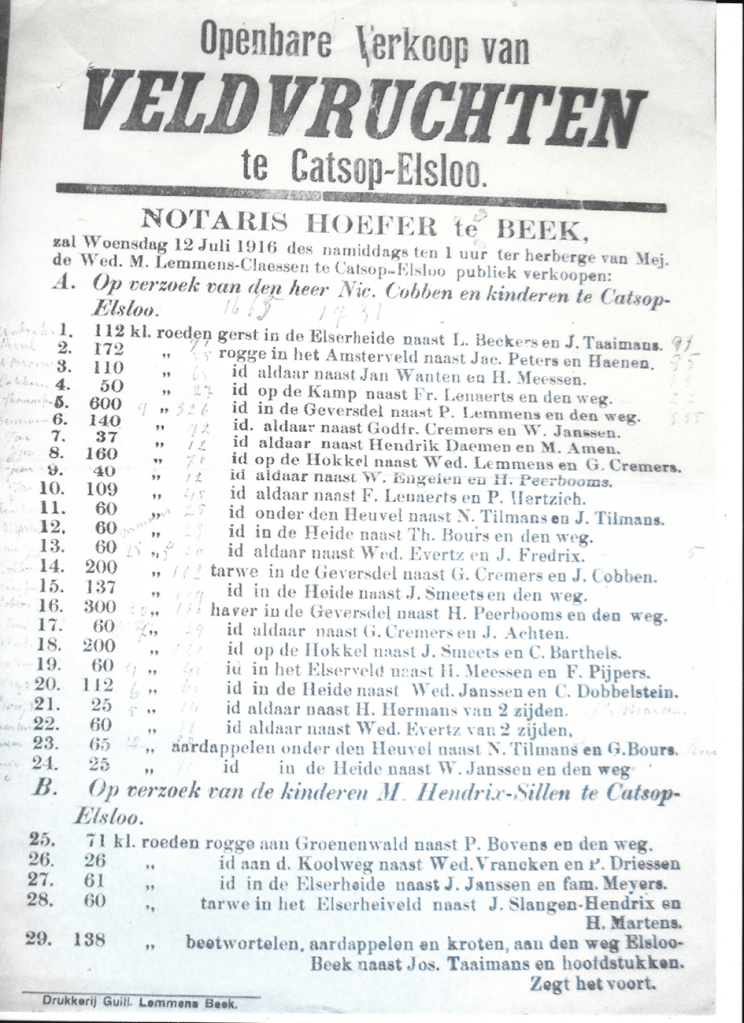 Openbare Verkoop van
VELDVRUCHTEN
te Catsop-Elsloo.
NOTARIS HOEFER te BEEK,
zal Woensdag 12 Juli 1916 des namiddags ten 1 uur ter herberge van Mej.
de Wed. M. Lemmens-Claessen te Catsop-Elsloo publiek verkoopen:
A. Op verzoek van den heer Nic. Cobben en kinderen te Catsop-
Elsloo.
1. 112 kl. roeden gerst in de Elserheide naast L. Beckers en J. Taaimans.
2. 172 „ rogge in het Amsterveld naast Jac. Peters en Haenen.
3. 110 „ id aldaar naast Jan Wanten en H. Meessen.
4. 50 „ id op de Kamp naast Fr. Lenaerts en den weg.
5. 600 „ id in de Geversdel naast P. Lemmens en den weg.
6. 140 „ id. aldaar naast Godfr. Cremers en W. Janssen.
7. 37 „ id aldaar naast Hendrik Daemen en M. Amen.
8. 160 „ id op de Hokkel naast Wed. Lemmens en G. Cremers.
9. 40 „ id aldaar naast W. Engelen en H. Peerbooms.
10. 109 „ id aldaar naast F. Lenaerts en P. Hertzich.
11. 60 „ id onder den Heuvel naast N. Tilmans en J. Tilmans.
12. 60 „ id in de Heide naast Th. Bours en den weg.
13. 60 „ id aldaar naast Wed. Evertz en J. Fredrix.
14. 200 „ tarwe in de Geversdel naast G. Cremers en J. Cobben.
15. 137 „ id in de Heide naast J. Smeets en den weg.
16. 300 „ haver in de Geversdel naast H. Peerbooms en den weg.
17. 60 „ id aldaar naast G. Cremers en J. Achten.
18. 200 „ id op de Hokkel naast J. Smeets en C. Barthels.
19. 60 „ id in het Elserveld naast H. Meessen en F. Pijpers.
20. 112 „ id in de Heide naast Wed. Janssen en C. Dobbelstein.
21. 25 „ id aldaar naast H. Hermans van 2 zijden.
22. 60 „ id aldaar naast Wed. Evertz van 2 zijden,
23. 65 „ aardappelen onder den Heuvel naast N. Tilmans en G. Bours.
24. 25 „ id in de Heide naast W. Janssen en den weg
B. Op verzoek van de kinderen M. Hendrix-Sillen te Catsop-
Elsloo.
25. 71 kl. roeden rogge aan Groenenwald naast P. Bovens en den weg.
26. 26 „ id aan d. Koolweg naast Wed. Vrancken en P. Driessen
27. 61 „ id in de Elserheide naast J. Janssen en fam. Meyers.
28. 60 „ tarwe in het Elserheiveld naast J. Slangen-Hendrix en
H. Martens.
29. 138 „ beetwortelen, aardappelen en kroten, aan den weg Elsloo-
Beek naast Jos. Taaimans en hoofdstukken.
Zegt het voort.
Drukkerij Guill. Lemmens Beek.